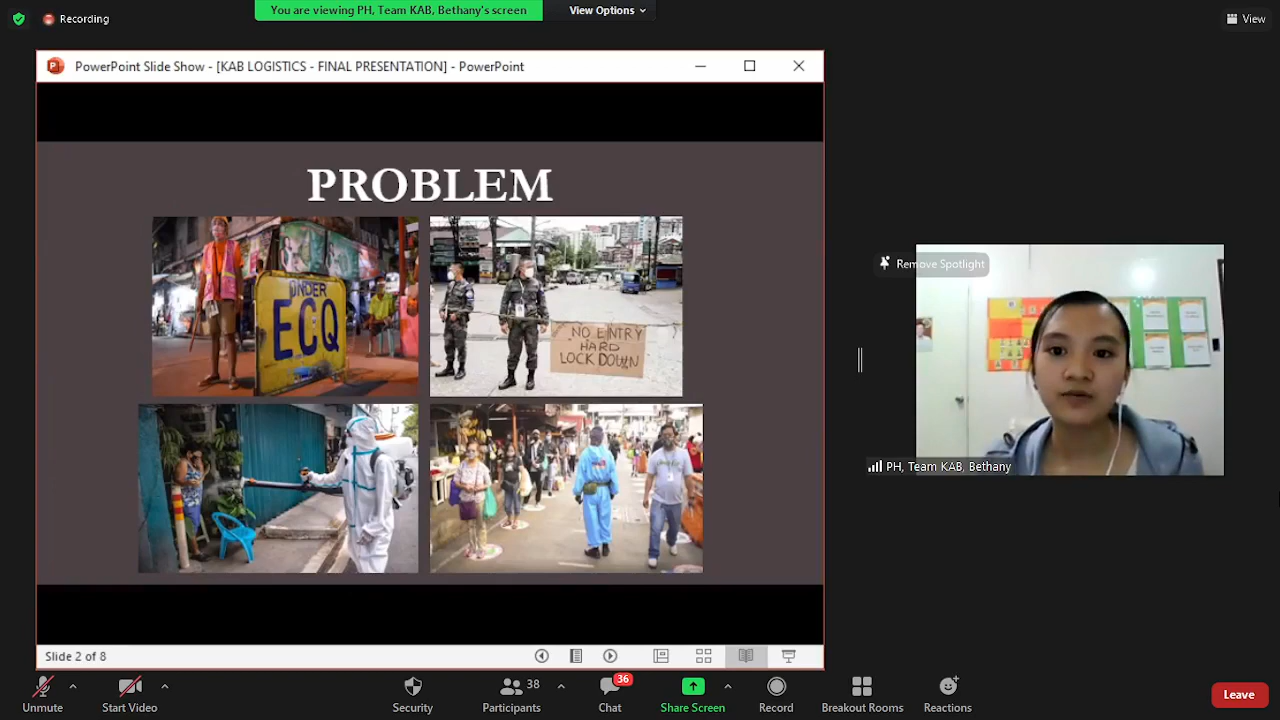 Recording
You are viewing PH, Team KAB, Bethany's screen
View Options
View
PowerPoint Slide Show - [KAB LOGISTICS - FINAL PRESENTATION] - PowerPoint
PROBLEM
UNDER
ECQ
NO ENTRY
HARD
LOCK DOWN
Remove Spotlight
PH, Team KAB, Bethany
Slide 2 of 8
Unmute
Start Video
Security
38
Participants
36
Chat
Share Screen
Record
Breakout Rooms
Reactions
Leave